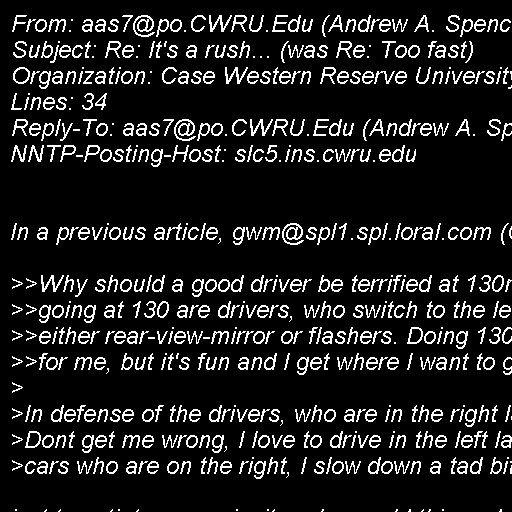 From: aas7@po.CWRU.Edu (Andrew A. Spenc
Subject: Re: It's a rush... (was Re: Too fast)
Organization: Case Western Reserve University
Lines: 34
Reply-To: aas7@po.CWRU.Edu (Andrew A. Sp
NNTP-Posting-Host: slc5.ins.cwru.edu
In a previous article, gwm@spl1.spl.loral.com (
>>Why should a good driver be terrified at 130
>>going at 130 are drivers, who switch to the le
>>either rear-view-mirror or flashers. Doing 130
>>for me, but it's fun and I get where I want to g
>
>In defense of the drivers, who are in the right
>Dont get me wrong, I love to drive in the left la
>cars who are on the right, I slow down a tad bit